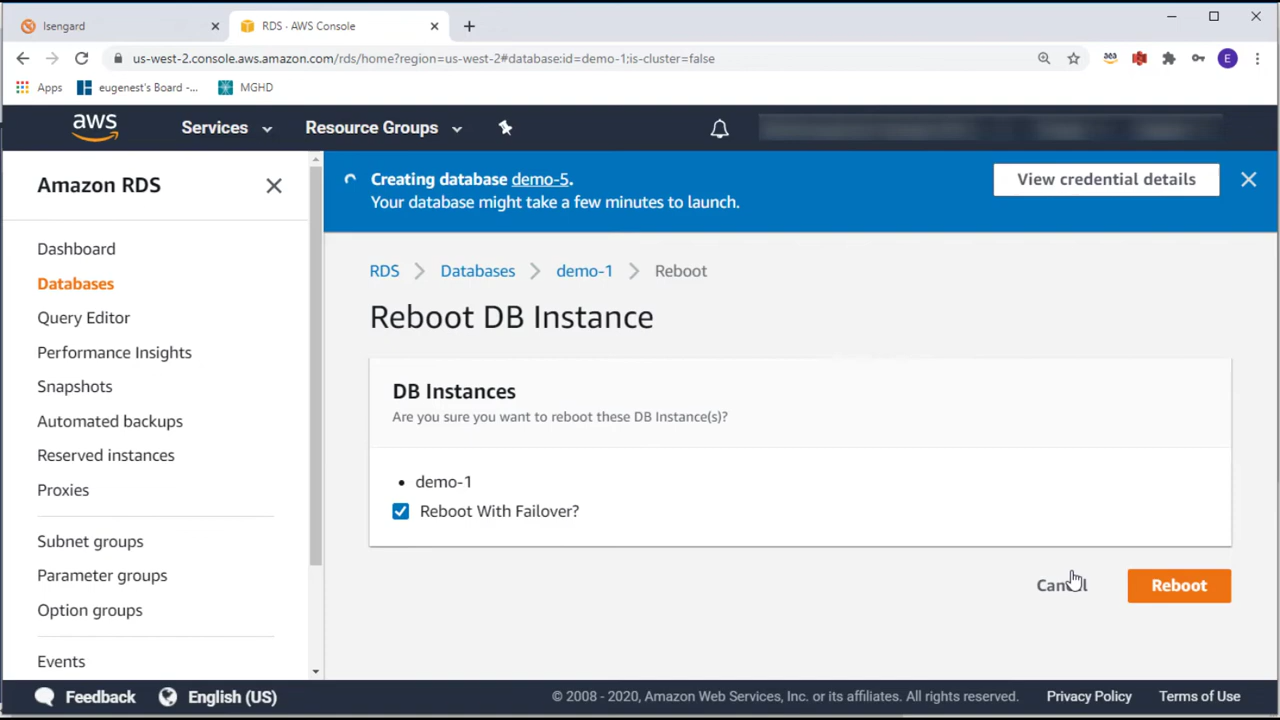 Isengard
RDS · AWS Console
us-west-2.console.aws.amazon.com/rds/home?region=us-west-2#database:id=demo-1;is-cluster=false
E
Apps
eugenest's Board -...
MGHD
aws
Services
Resource Groups
Amazon RDS
Dashboard
Databases
Query Editor
Performance Insights
Snapshots
Automated backups
Reserved instances
Proxies
Subnet groups
Parameter groups
Option groups
Events
Creating database demo-5.
Your database might take a few minutes to launch.
View credential details
RDS > Databases > demo-1 > Reboot
Reboot DB Instance
DB Instances
Are you sure you want to reboot these DB Instance(s)?
• demo-1
Reboot With Failover?
Cancel
Reboot
Feedback
English (US)
© 2008 - 2020, Amazon Web Services, Inc. or its affiliates. All rights reserved.
Privacy Policy
Terms of Use